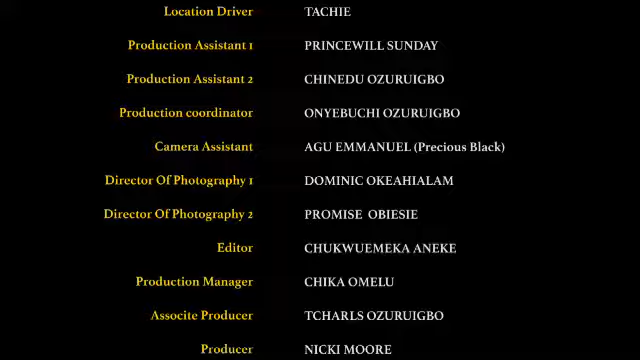 Location Driver TACHIE
Production Assistant 1 PRINCEWILL SUNDAY
Production Assistant 2 CHINEDU OZURUIGBO
Production coordinator ONYEBUCHI OZURUIGBO
Camera Assistant AGU EMMANUEL (Precious Black)
Director Of Photography 1 DOMINIC OKEAHIALAM
Director Of Photography 2 PROMISE OBIESIE
Editor CHUKWUEMEKA ANEKE
Production Manager CHIKA OMELU
Associte Producer TCHARLS OZURUIGBO
Producer NICKI MOORE